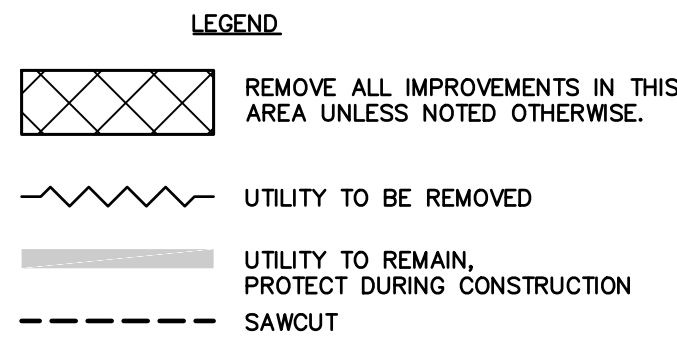 LEGEND
REMOVE ALL IMPROVEMENTS IN THIS
AREA UNLESS NOTED OTHERWISE.
UTILITY TO BE REMOVED
UTILITY TO REMAIN,
PROTECT DURING CONSTRUCTION
SAWCUT